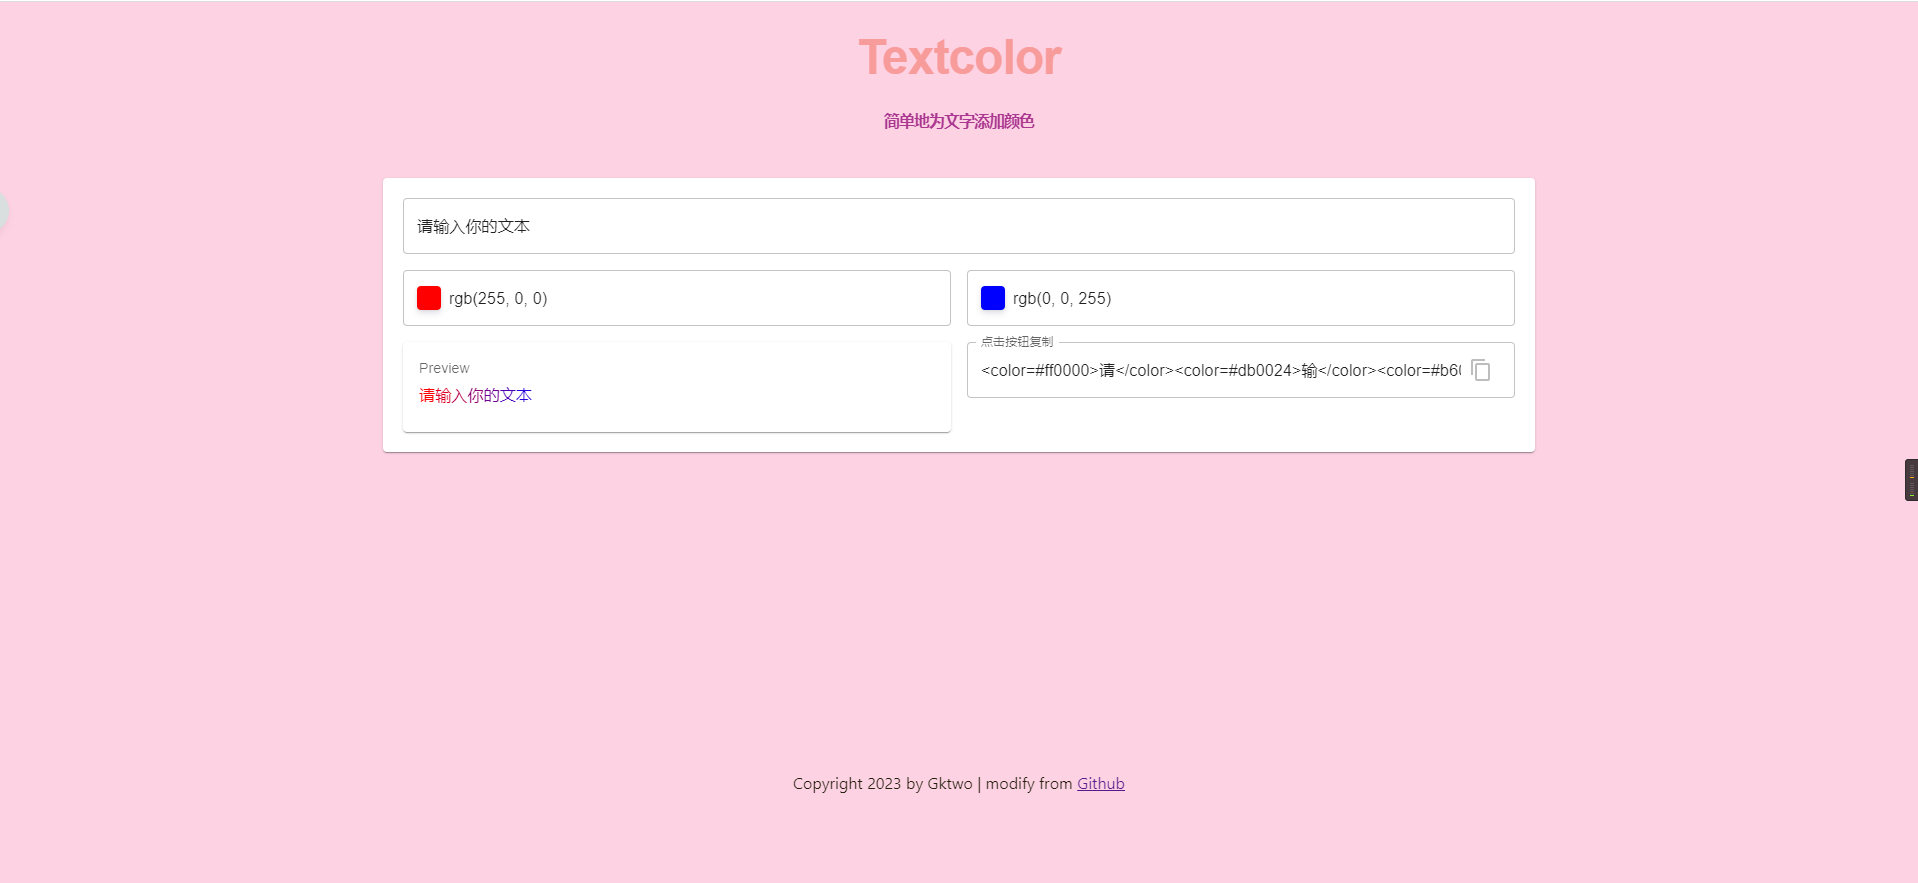 Textcolor
简单地为文字添加颜色
请输入你的文本
rgb(255, 0, 0)
rgb(0, 0, 255)
Preview
请输入你的文本
点击按钮复制
<color=#ff0000>请</color><color=#db0024>输</color><color=#b6
Copyright 2023 by Gktwo | modify from Github